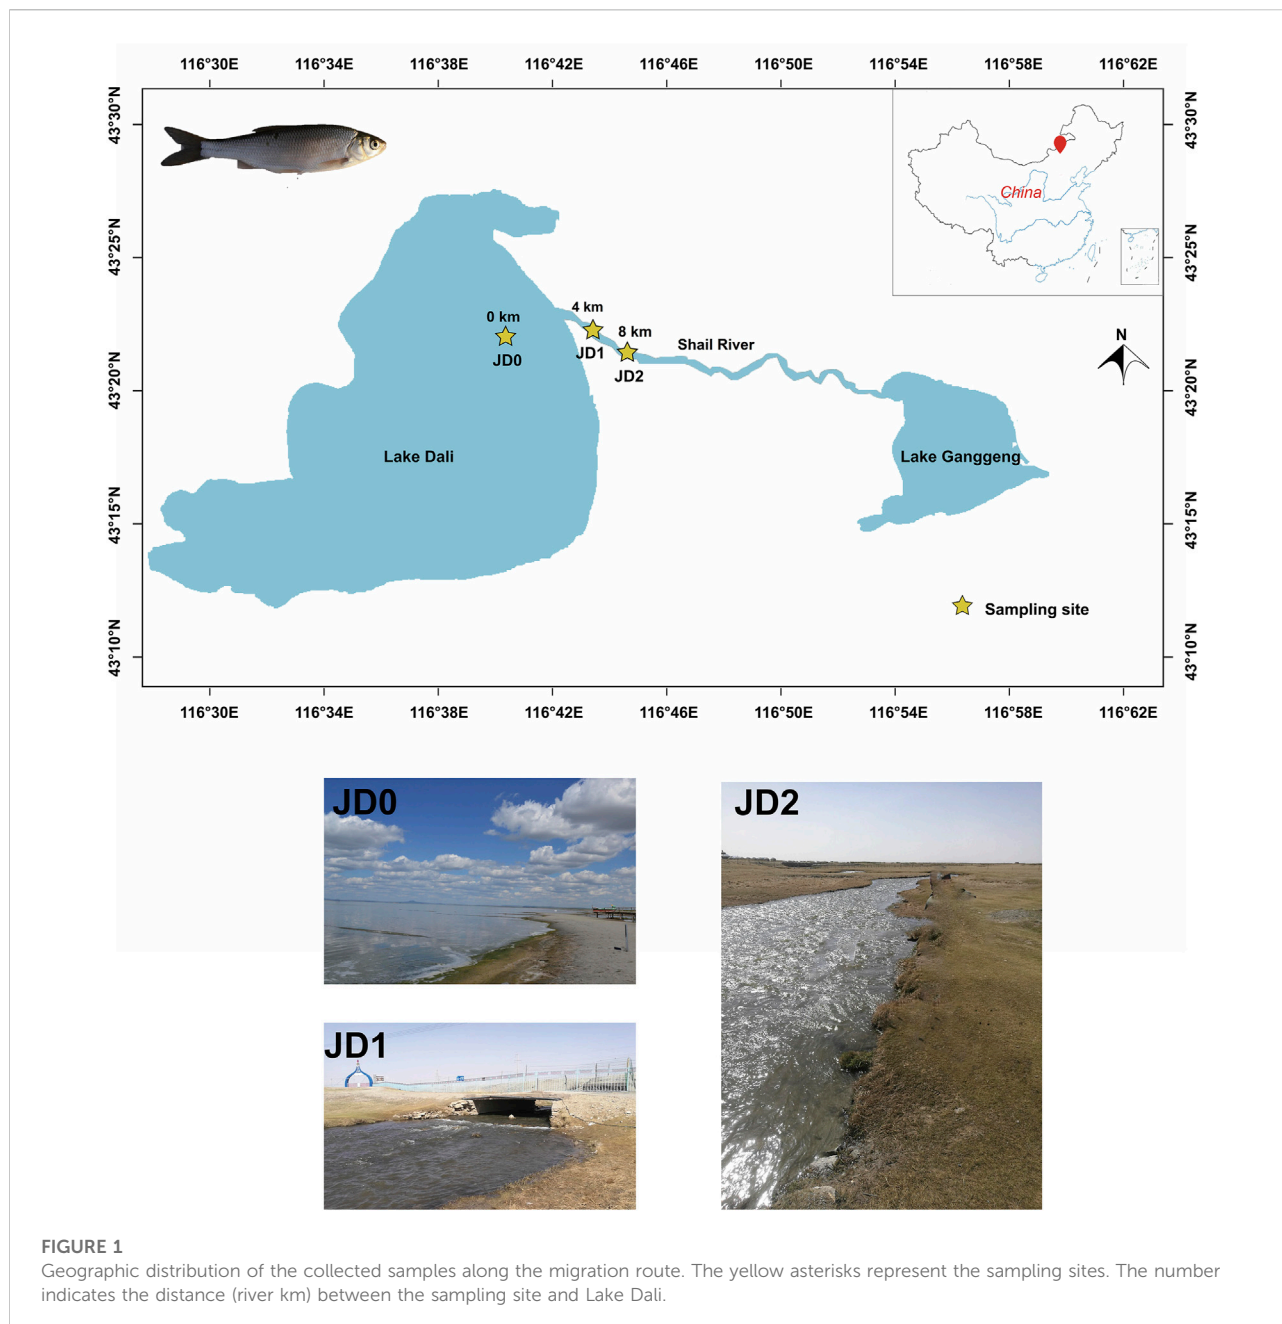 116°30E 116°34E 116°38E 116°42E 116°46E 116°50E 116°54E 116°58E 116°62E
43°30°N
43°25°N
43°20°N
43°15°N
43°10°N
43°30°N
43°25°N
43°20°N
43°15°N
43°10°N
China
N
0 km
JD0
4 km
JD1
8 km
JD2
Shail River
Lake Dali
Lake Ganggeng
Sampling site
116°30E 116°34E 116°38E 116°42E 116°46E 116°50E 116°54E 116°58E 116°62E
JD0
JD1
JD2
FIGURE 1
Geographic distribution of the collected samples along the migration route. The yellow asterisks represent the sampling sites. The number
indicates the distance (river km) between the sampling site and Lake Dali.